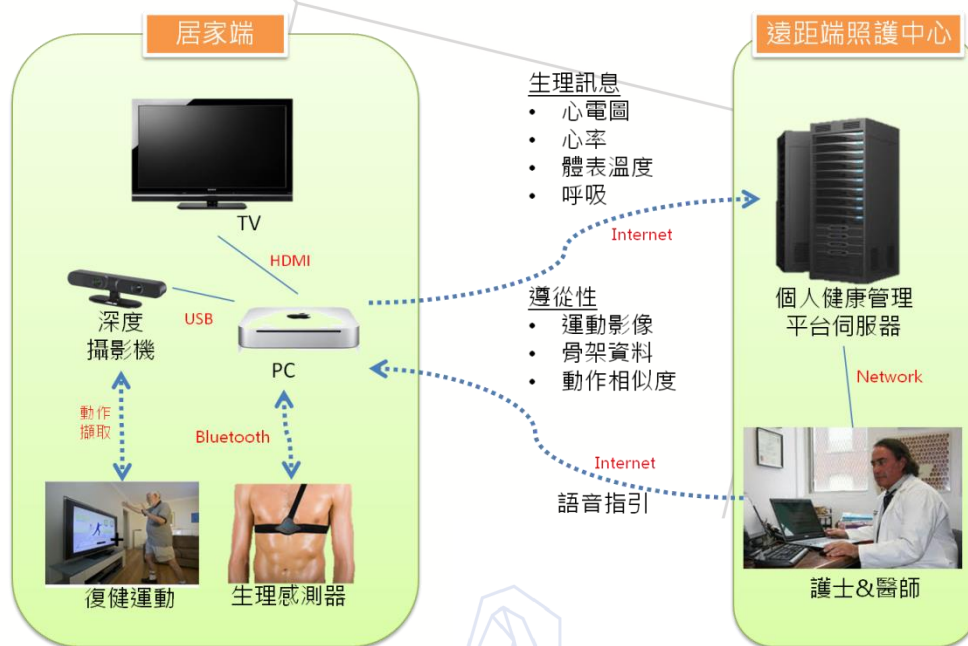 居家端
TV
HDMI
深度
攝影機
USB
PC
動作
擷取
Bluetooth
復健運動
生理感測器
生理訊息
• 心電圖
• 心率
• 體表溫度
• 呼吸
Internet
遵從性
• 運動影像
• 骨架資料
• 動作相似度
Internet
語音指引
遠距端照護中心
個人健康管理
平台伺服器
Network
護士&醫師